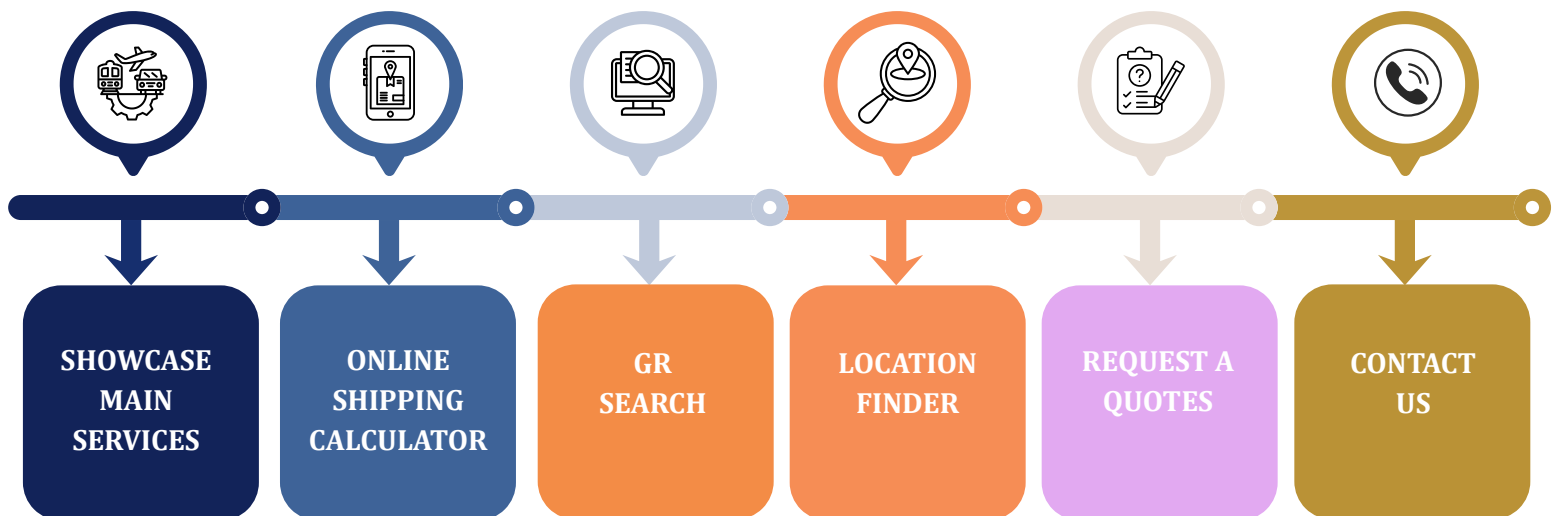 SHOWCASE
MAIN
SERVICES
ONLINE
SHIPPING
CALCULATOR
GR
SEARCH
LOCATION
FINDER
REQUEST A
QUOTES
CONTACT
US